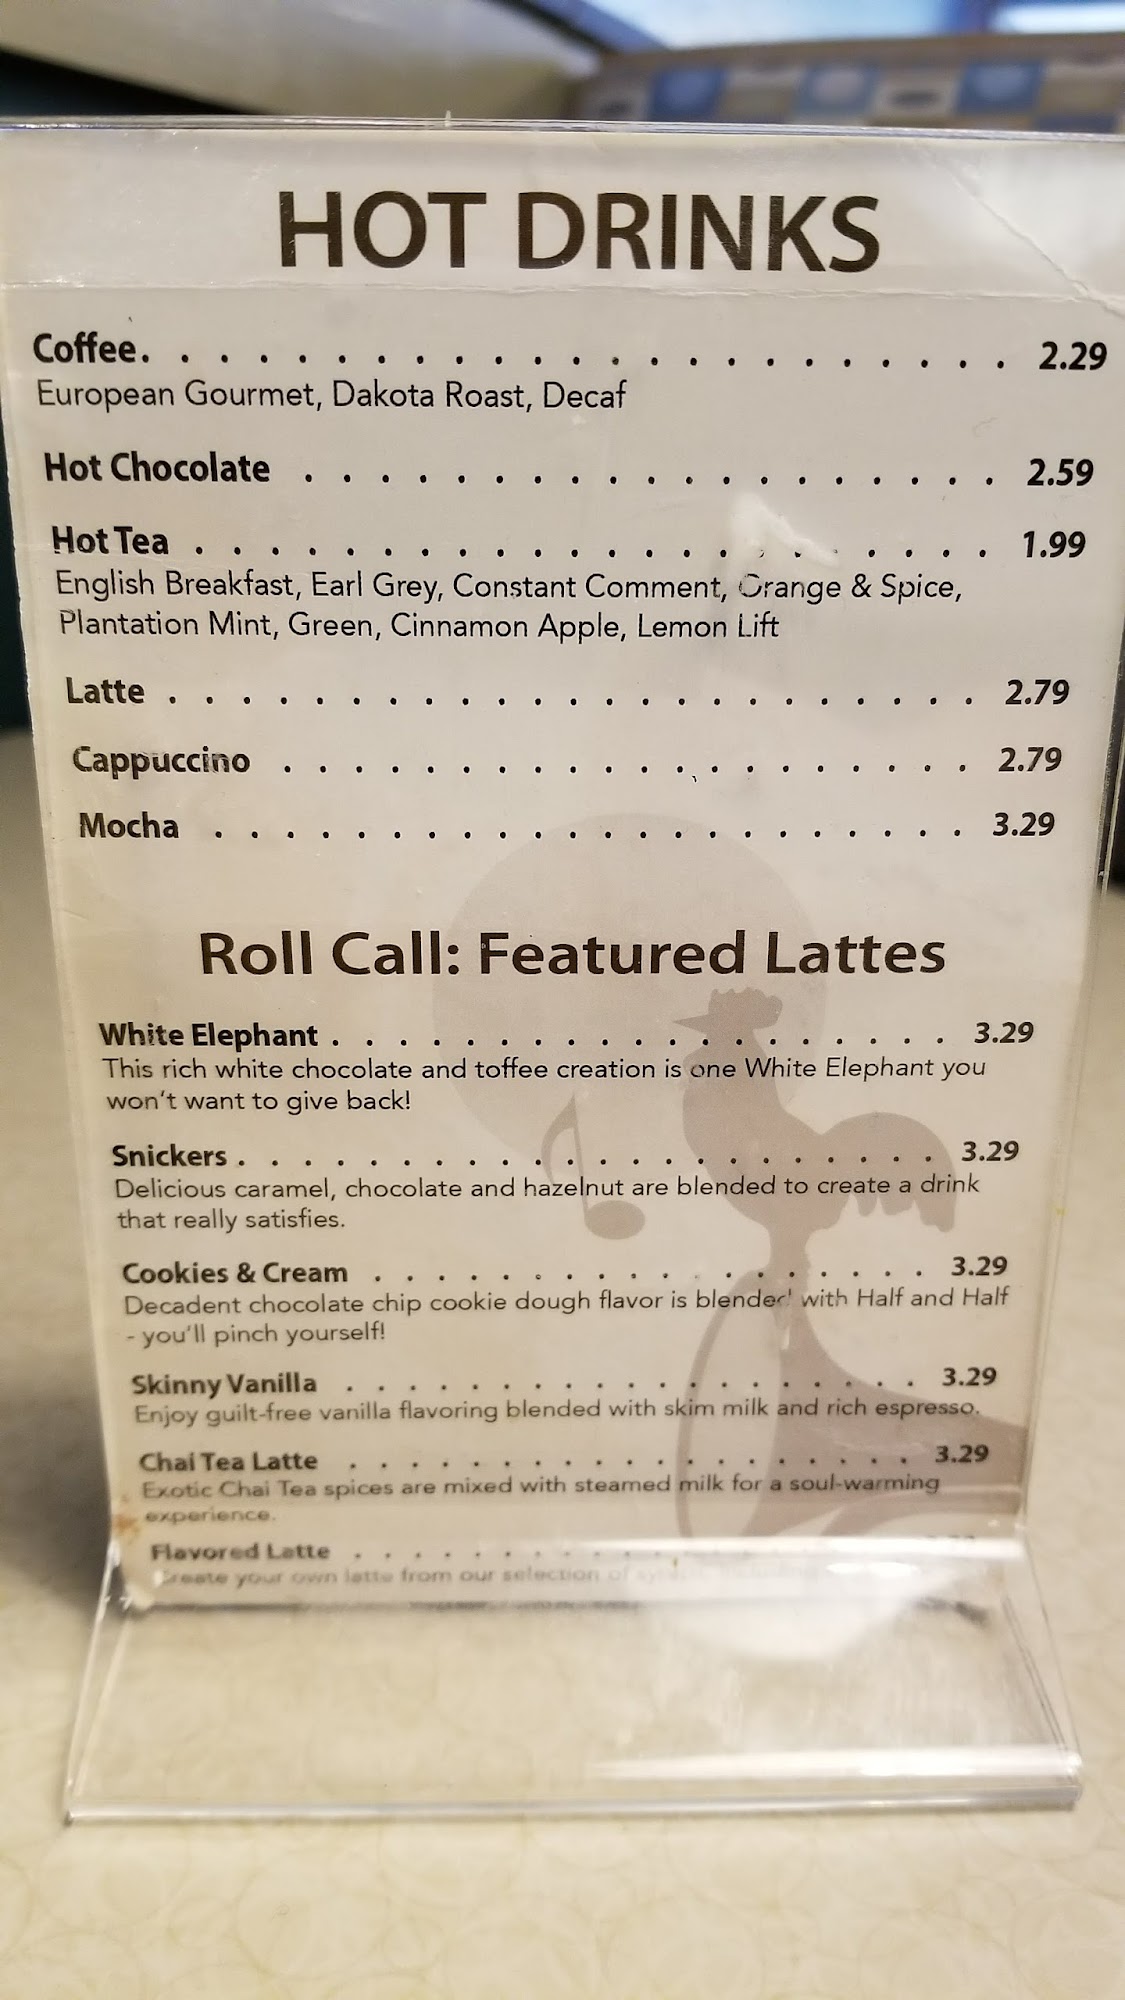 HOT DRINKS
Coffee. . . . . . . . . . . . . . . . . . . . . . . 2.29
European Gourmet, Dakota Roast, Decaf
Hot Chocolate . . . . . . . . . . . . . . . . . . . 2.59
Hot Tea . . . . . . . . . . . . . . . . . . . . . . 1.99
English Breakfast, Earl Grey, Constant Comment, Orange & Spice,
Plantation Mint, Green, Cinnamon Apple, Lemon Lift
Latte . . . . . . . . . . . . . . . . . . . . . . . 2.79
Cappuccino . . . . . . . . . . . . . . . . . . . . 2.79
Mocha . . . . . . . . . . . . . . . . . . . . . . 3.29
Roll Call: Featured Lattes
White Elephant . . . . . . . . . . . . . . . . . . 3.29
This rich white chocolate and toffee creation is one White Elephant you
won't want to give back!
Snickers . . . . . . . . . . . . . . . . . . . . . . 3.29
Delicious caramel, chocolate and hazelnut are blended to create a drink
that really satisfies.
Cookies & Cream . . . . . . . . . . . . . . . . . . 3.29
Decadent chocolate chip cookie dough flavor is blended with Half and Half
- you'll pinch yourself!
Skinny Vanilla . . . . . . . . . . . . . . . . . . . 3.29
Enjoy guilt-free vanilla flavoring blended with skim milk and rich espresso.
Chai Tea Latte . . . . . . . . . . . . . . . . . . . 3.29
Exotic Chai Tea spices are mixed with steamed milk for a soul-warming
experience.
Flavored Latte . . . . . . . . . . .
Create your own latte from our selection of